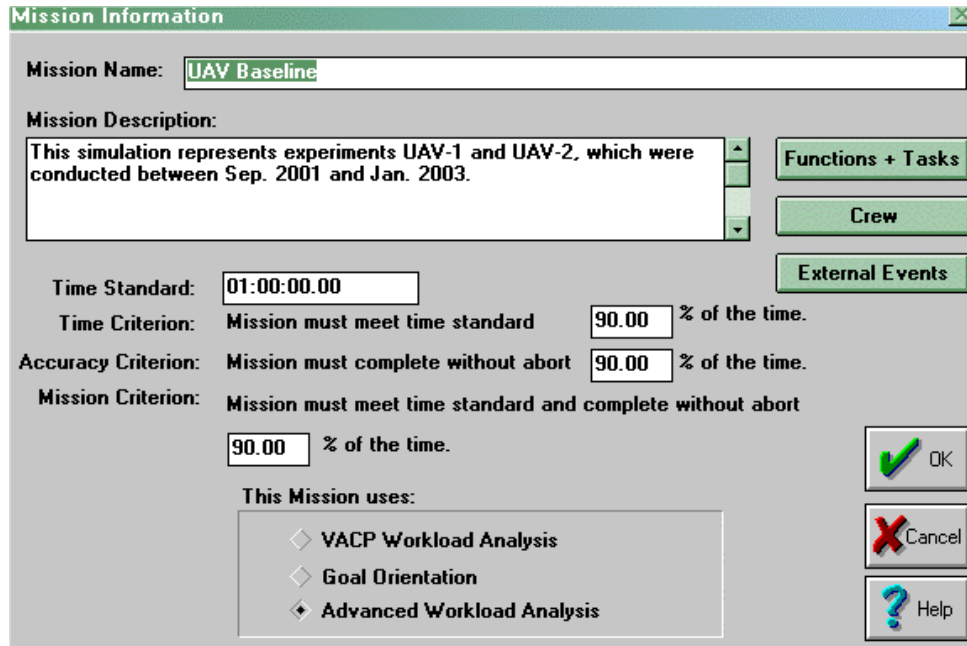 Mission Information
Mission Name: UAV Baseline
Mission Description:
This simulation represents experiments UAV-1 and UAV-2, which were
conducted between Sep. 2001 and Jan. 2003.
Functions + Tasks
Crew
External Events
Time Standard: 01:00:00.00
Time Criterion: Mission must meet time standard 90.00 % of the time.
Accuracy Criterion: Mission must complete without abort 90.00 % of the time.
Mission Criterion: Mission must meet time standard and complete without abort
90.00 % of the time.
This Mission uses:
VACP Workload Analysis
Goal Orientation
Advanced Workload Analysis
OK
Cancel
Help